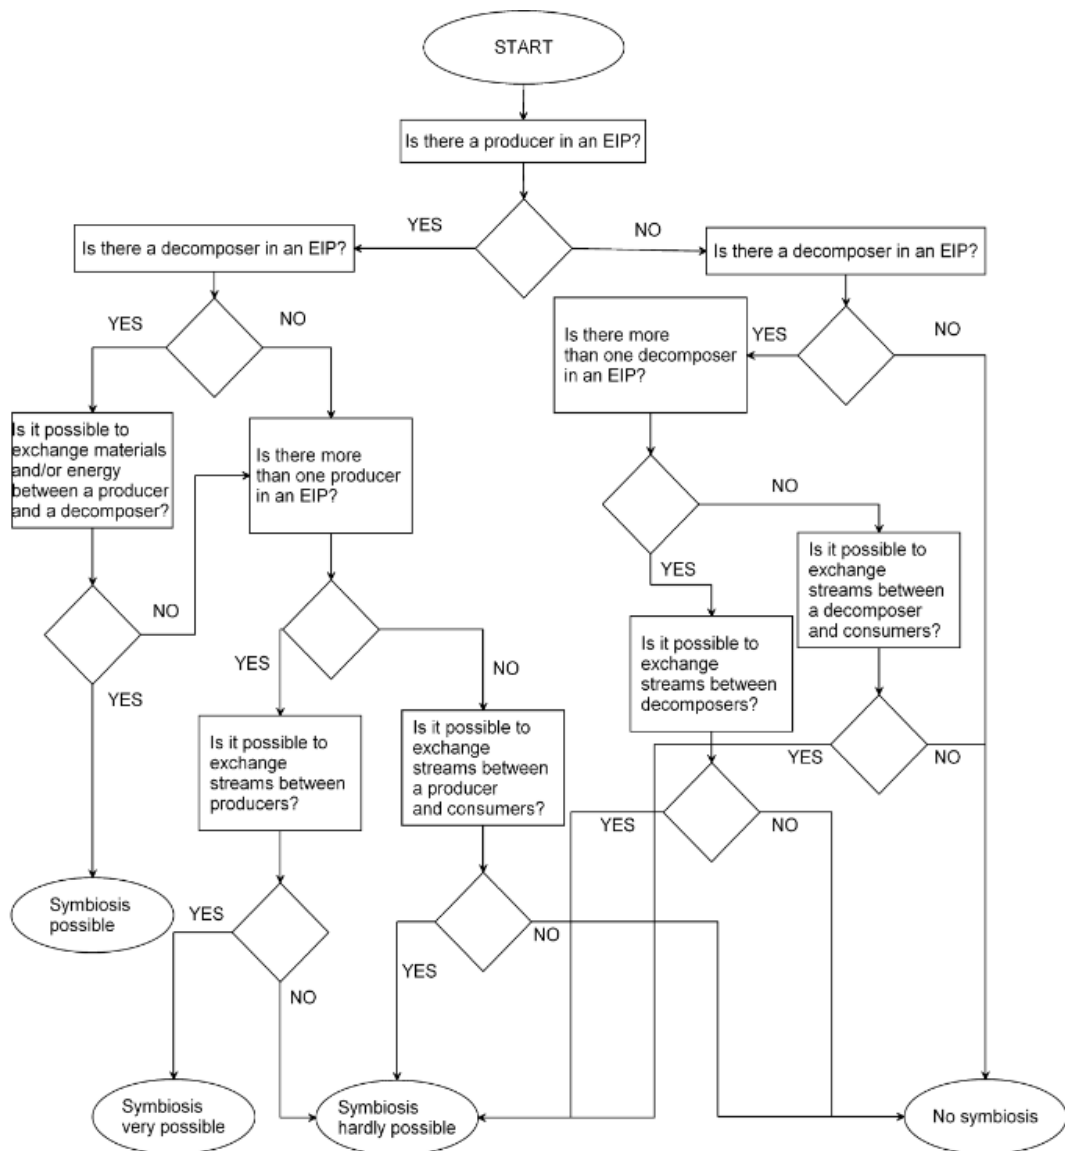 START
Is there a producer in an EIP?
YES
NO
Is there a decomposer in an EIP?
Is there a decomposer in an EIP?
YES
NO
Is there more
than one decomposer
in an EIP?
YES
NO
Is it possible to
exchange materials
and/or energy
between a producer
and a decomposer?
Is there more
than one producer
in an EIP?
NO
YES
Is it possible to
exchange
streams between
a decomposer
and consumers?
NO
YES
YES
NO
Is it possible to
exchange
streams between
decomposers?
Is it possible to
exchange
streams between
producers?
Is it possible to
exchange
streams between
a producer
and consumers?
YES
NO
YES
NO
Symbiosis
possible
YES
NO
YES
NO
Symbiosis
very possible
Symbiosis
hardly possible
No symbiosis